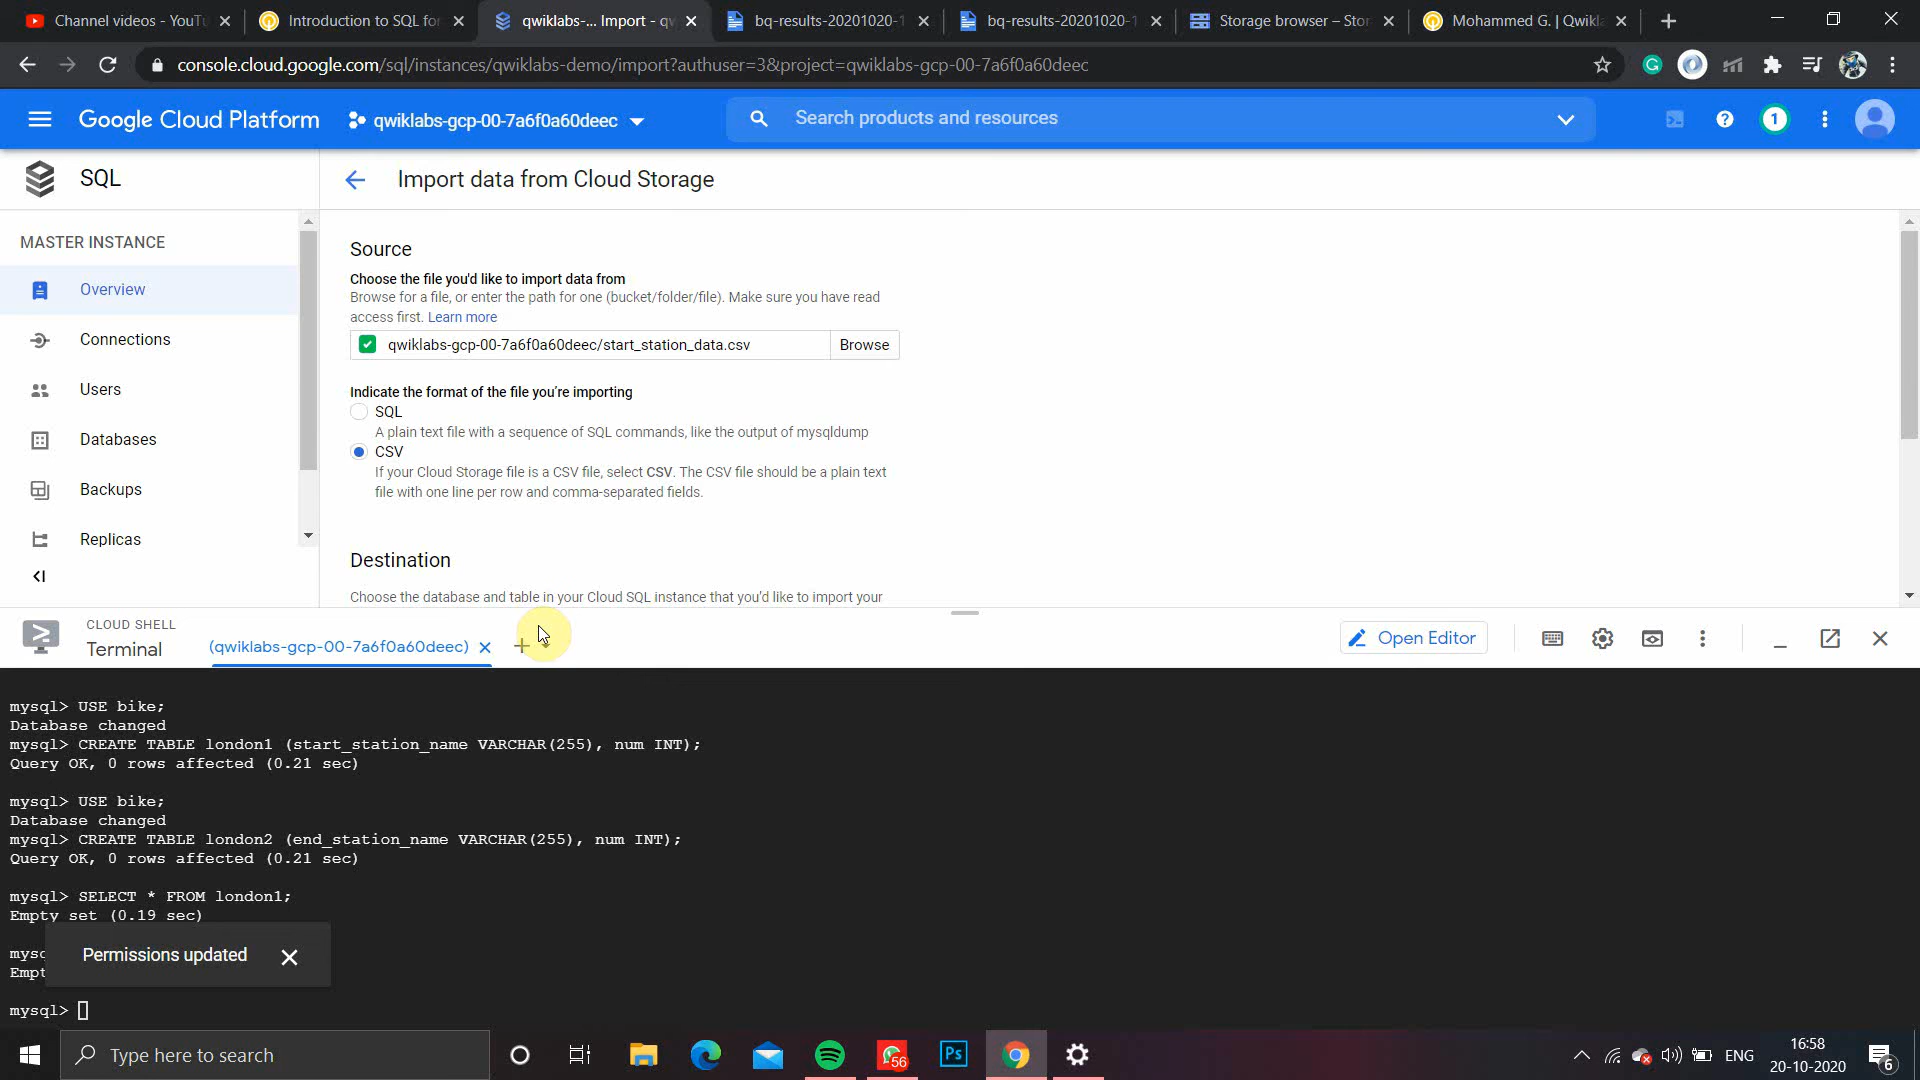 Channel videos - YouTu
Introduction to SQL for
qwiklabs-... Import - qw
bq-results-20201020-1
bq-results-20201020-1
Storage browser – Stor
Mohammed G. | Qwikla
console.cloud.google.com/sql/instances/qwiklabs-demo/import?authuser=3&project=qwiklabs-gcp-00-7a6f0a60deec
Google Cloud Platform
qwiklabs-gcp-00-7a6f0a60deec
Search products and resources
1
SQL
Import data from Cloud Storage
MASTER INSTANCE
Overview
Connections
Users
Databases
Backups
Replicas
Source
Choose the file you'd like to import data from
Browse for a file, or enter the path for one (bucket/folder/file). Make sure you have read
access first. Learn more
qwiklabs-gcp-00-7a6f0a60deec/start_station_data.csv
Browse
Indicate the format of the file you're importing
SQL
A plain text file with a sequence of SQL commands, like the output of mysqldump
CSV
If your Cloud Storage file is a CSV file, select CSV. The CSV file should be a plain text
file with one line per row and comma-separated fields.
Destination
Choose the database and table in your Cloud SQL instance that you'd like to import your
CLOUD SHELL
Terminal
(qwiklabs-gcp-00-7a6f0a60deec)
Open Editor
mysql> USE bike;
Database changed
mysql> CREATE TABLE london1 (start_station_name VARCHAR(255), num INT);
Query OK, 0 rows affected (0.21 sec)
mysql> USE bike;
Database changed
mysql> CREATE TABLE london2 (end_station_name VARCHAR(255), num INT);
Query OK, 0 rows affected (0.21 sec)
mysql> SELECT * FROM london1;
Empty set (0.19 sec)
mysq
Empt
Permissions updated
mysql>
Type here to search
56
Ps
ENG
16:58
20-10-2020
6